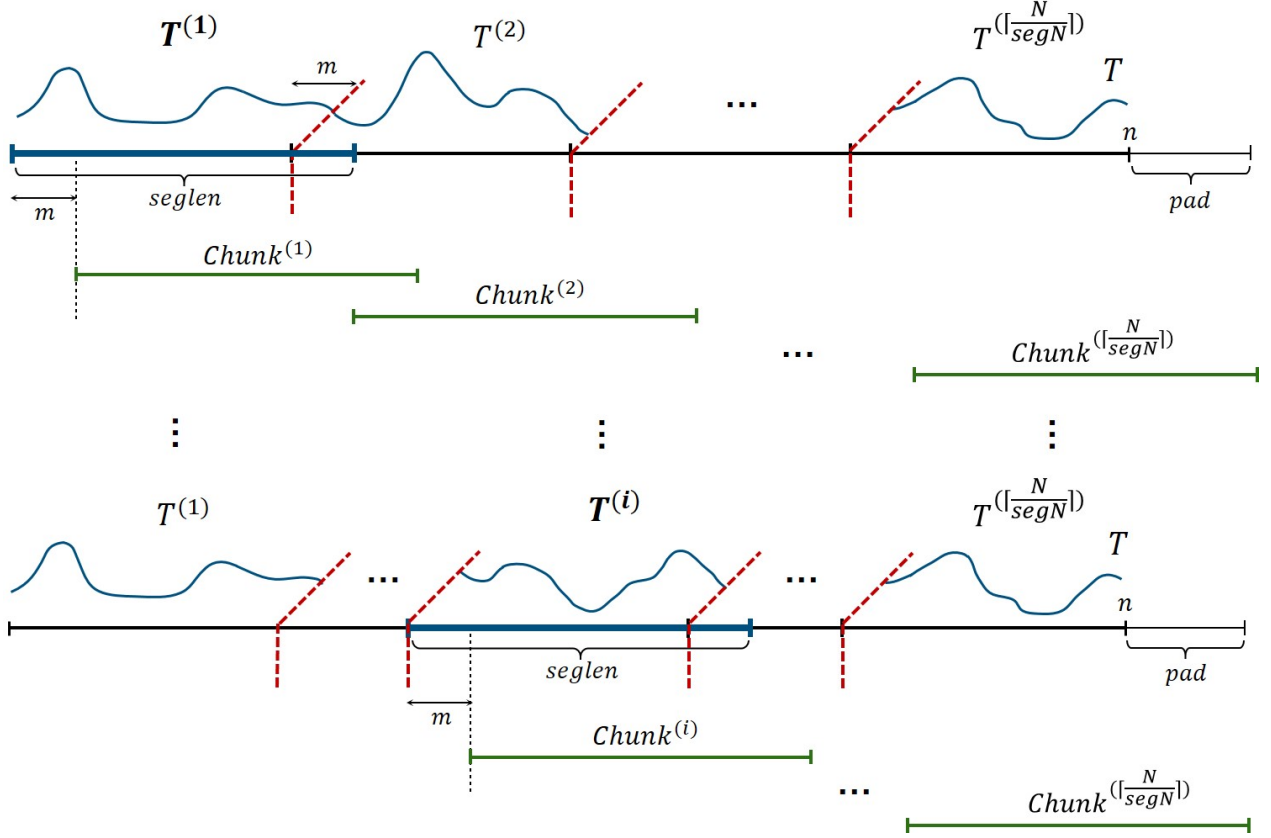 T^(1)
T^(2)
T^(⌈N/segN⌉)
T
m
...
n
seglen
pad
m
Chunk^(1)
Chunk^(2)
...
Chunk^(⌈N/segN⌉)
⋮ ⋮ ⋮
T^(1)
T^(i)
T^(⌈N/segN⌉)
T
... ...
n
seglen
pad
m
Chunk^(i)
...
Chunk^(⌈N/segN⌉)